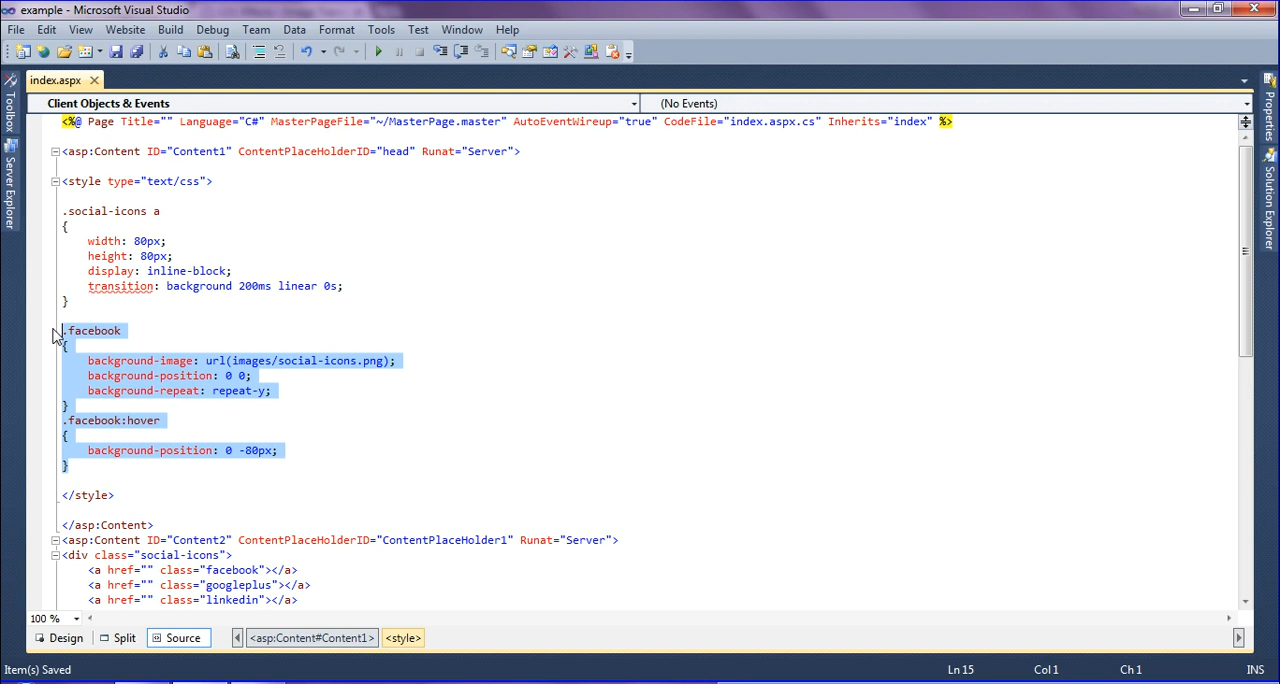 example - Microsoft Visual Studio
File Edit View Website Build Debug Team Data Format Tools Test Window Help
index.aspx
Client Objects & Events (No Events)
Toolbox
Server Explorer
Properties
Solution Explorer
<%@ Page Title="" Language="C#" MasterPageFile="~/MasterPage.master" AutoEventWireup="true" CodeFile="index.aspx.cs" Inherits="index" %>
<asp:Content ID="Content1" ContentPlaceHolderID="head" Runat="Server">
<style type="text/css">
.social-icons a
{
width: 80px;
height: 80px;
display: inline-block;
transition: background 200ms linear 0s;
}
.facebook
{
background-image: url(images/social-icons.png);
background-position: 0 0;
background-repeat: repeat-y;
}
.facebook:hover
{
background-position: 0 -80px;
}
</style>
</asp:Content>
<asp:Content ID="Content2" ContentPlaceHolderID="ContentPlaceHolder1" Runat="Server">
<div class="social-icons">
<a href="" class="facebook"></a>
<a href="" class="googleplus"></a>
<a href="" class="linkedin"></a>
100 %
Design Split Source <asp:Content#Content1> <style>
Item(s) Saved Ln 15 Col 1 Ch 1 INS